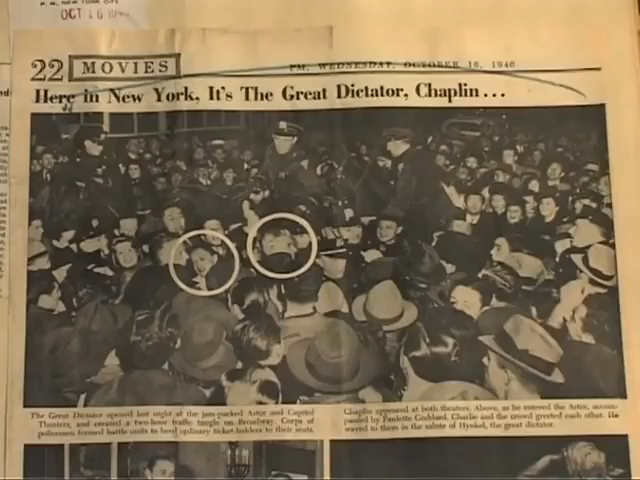 P. M. NEW YORK CITY
OCT 16 1940
22 MOVIES
PM, WEDNESDAY, OCTOBER 16, 1940
Here in New York, It's The Great Dictator, Chaplin...
The Great Dictator opened last night at the jam-packed Astor and Capitol
Theaters, and created a two-hour traffic tangle on Broadway. Corps of
policemen formed battle units to herd ordinary ticket-holders to their seats.
Chaplin appeared at both theaters. Above, as he entered the Astor, accom-
panied by Paulette Goddard, Charlie and the crowd greeted each other. He
waved to them in the salute of Hynkel, the great dictator.